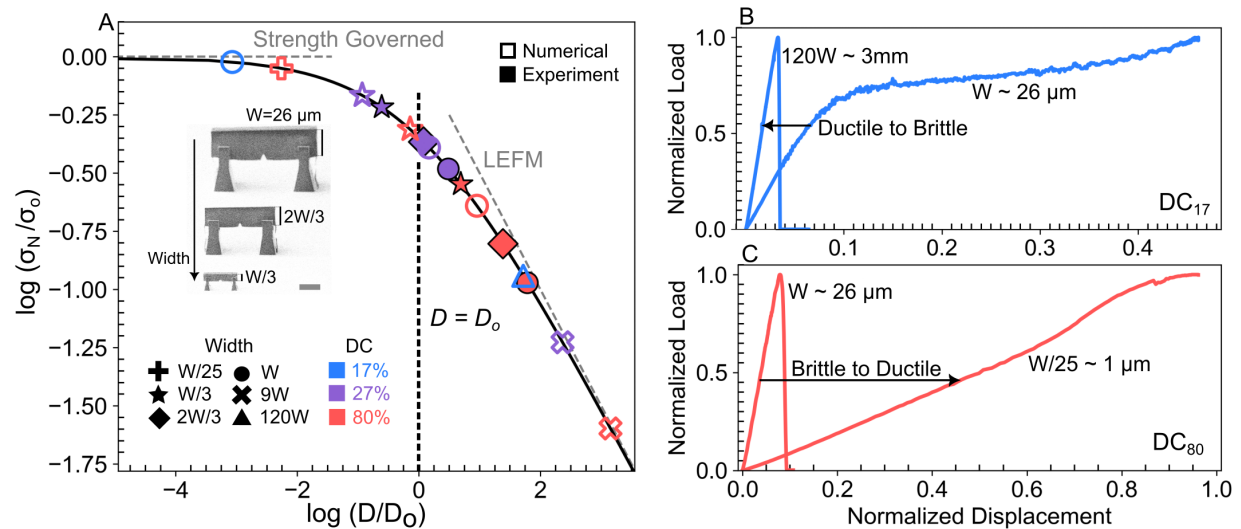 A
Strength Governed
Numerical
Experiment
W=26 μm
2W/3
Width
W/3
LEFM
D = Dₒ
Width
DC
W/25
W
17%
W/3
9W
27%
2W/3
120W
80%
0.00
−0.25
−0.50
−0.75
−1.00
−1.25
−1.50
−1.75
log (σN/σo)
−4
−2
0
2
log (D/Do)
B
120W ~ 3mm
W ~ 26 μm
Ductile to Brittle
DC17
1.0
0.5
0.0
Normalized Load
0.1
0.2
0.3
0.4
C
W ~ 26 μm
Brittle to Ductile
W/25 ~ 1 μm
DC80
1.0
0.5
0.0
Normalized Load
0.0
0.2
0.4
0.6
0.8
1.0
Normalized Displacement